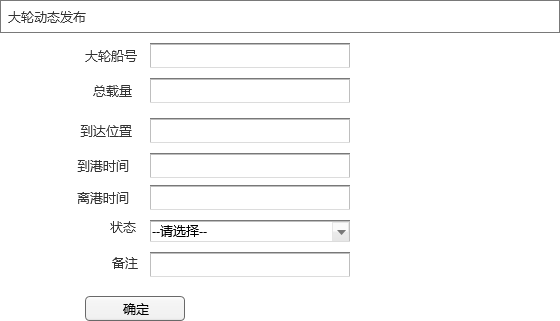 大轮动态发布
大轮船号
总载量
到达位置
到港时间
离港时间
状态
--请选择--
备注
确定